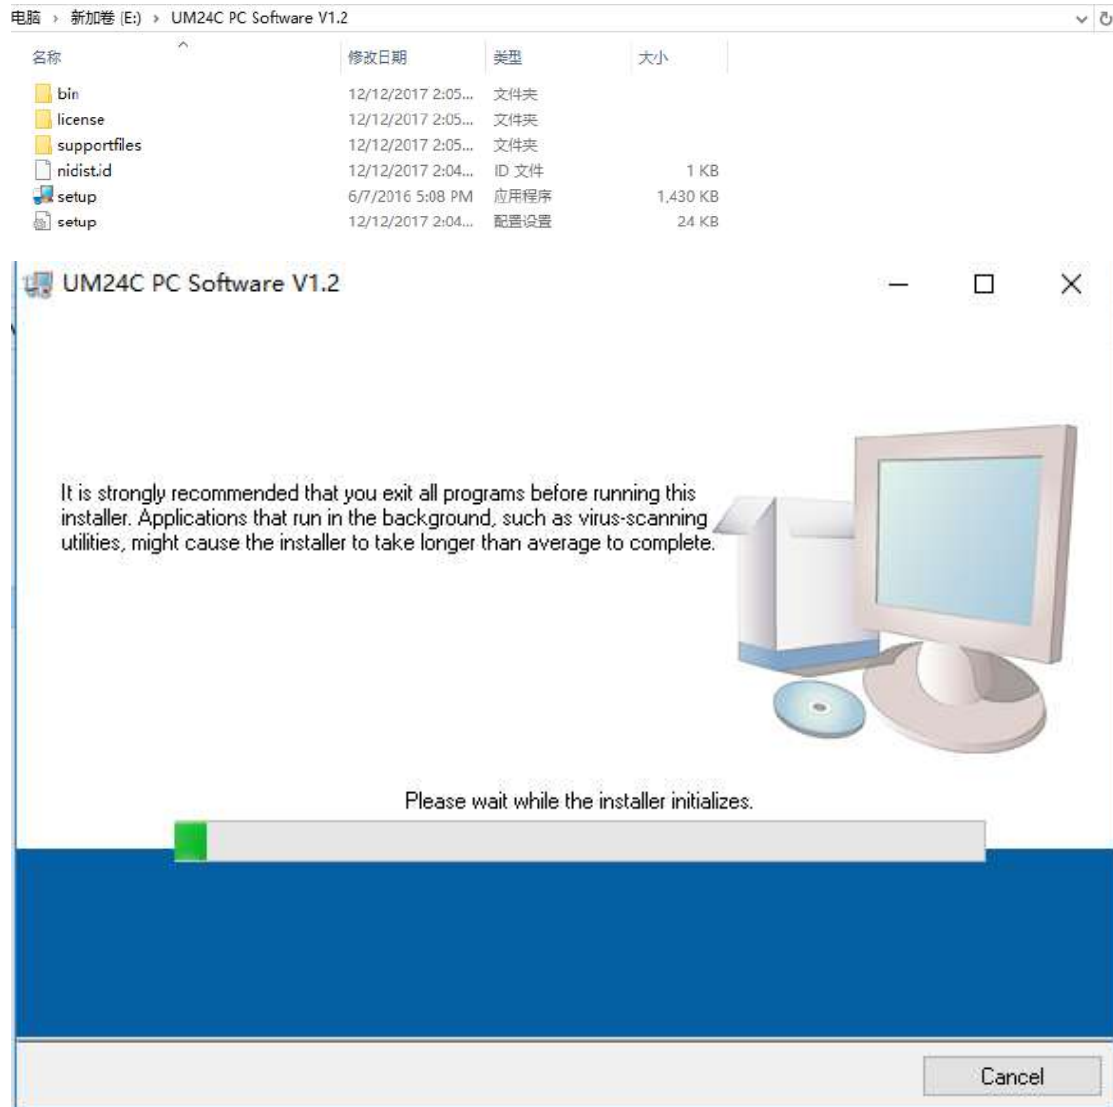 电脑 › 新加卷 (E:) › UM24C PC Software V1.2
名称 修改日期 类型 大小
bin 12/12/2017 2:05... 文件夹
license 12/12/2017 2:05... 文件夹
supportfiles 12/12/2017 2:05... 文件夹
nidist.id 12/12/2017 2:04... ID 文件 1 KB
setup 6/7/2016 5:08 PM 应用程序 1,430 KB
setup 12/12/2017 2:04... 配置设置 24 KB
UM24C PC Software V1.2
It is strongly recommended that you exit all programs before running this
installer. Applications that run in the background, such as virus-scanning
utilities, might cause the installer to take longer than average to complete.
Please wait while the installer initializes.
Cancel